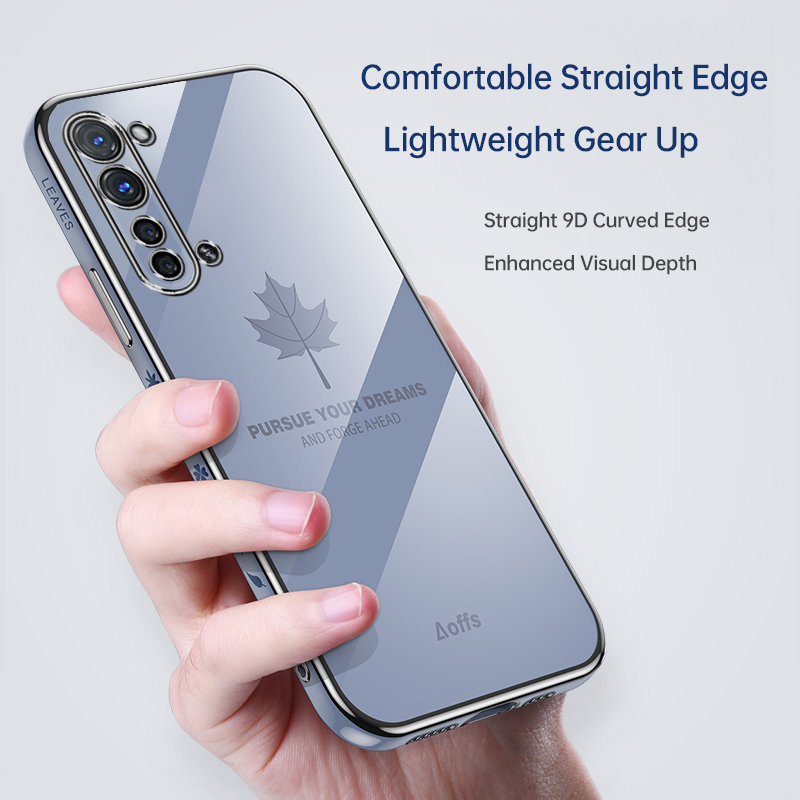 Comfortable Straight Edge
Lightweight Gear Up
Straight 9D Curved Edge
Enhanced Visual Depth
LEAVES
PURSUE YOUR DREAMS
AND FORGE AHEAD
Aoffs